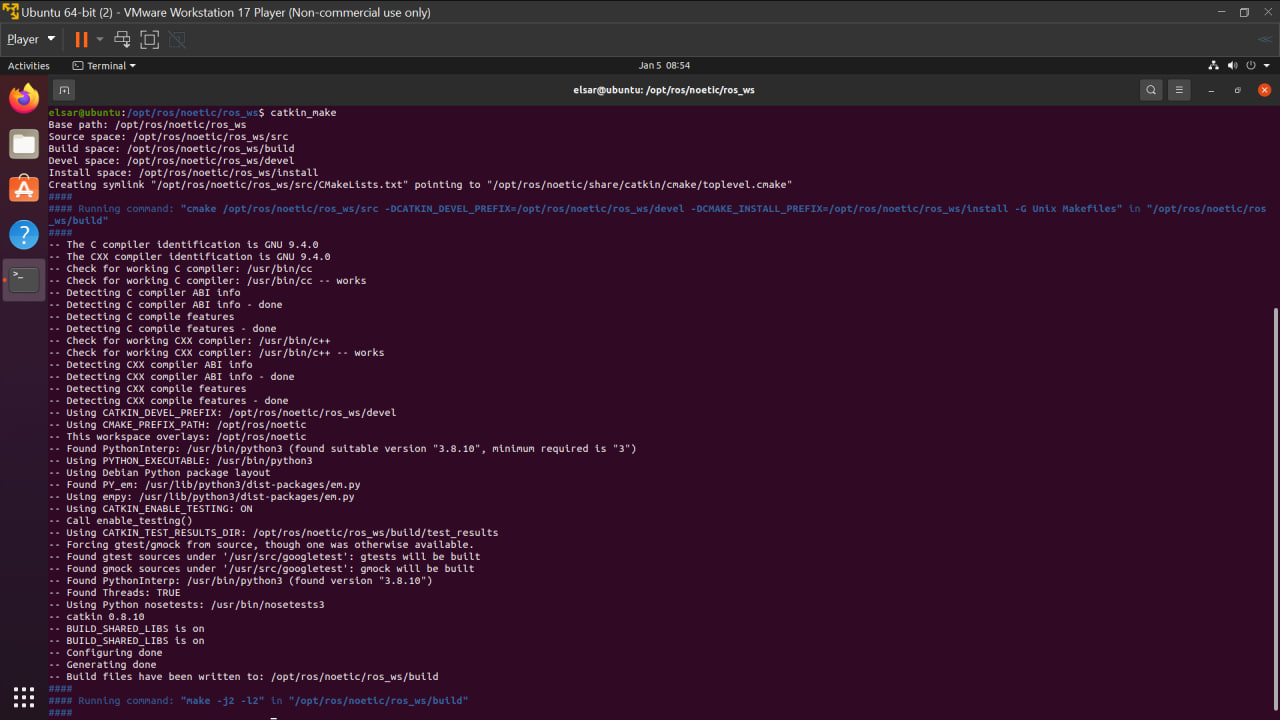 Ubuntu 64-bit (2) - VMware Workstation 17 Player (Non-commercial use only)
Player
Activities
Terminal
Jan 5 08:54
elsar@ubuntu: /opt/ros/noetic/ros_ws
elsar@ubuntu:/opt/ros/noetic/ros_ws$ catkin_make
Base path: /opt/ros/noetic/ros_ws
Source space: /opt/ros/noetic/ros_ws/src
Build space: /opt/ros/noetic/ros_ws/build
Devel space: /opt/ros/noetic/ros_ws/devel
Install space: /opt/ros/noetic/ros_ws/install
Creating symlink "/opt/ros/noetic/ros_ws/src/CMakeLists.txt" pointing to "/opt/ros/noetic/share/catkin/cmake/toplevel.cmake"
####
#### Running command: "cmake /opt/ros/noetic/ros_ws/src -DCATKIN_DEVEL_PREFIX=/opt/ros/noetic/ros_ws/devel -DCMAKE_INSTALL_PREFIX=/opt/ros/noetic/ros_ws/install -G Unix Makefiles" in "/opt/ros/noetic/ros
_ws/build"
####
-- The C compiler identification is GNU 9.4.0
-- The CXX compiler identification is GNU 9.4.0
-- Check for working C compiler: /usr/bin/cc
-- Check for working C compiler: /usr/bin/cc -- works
-- Detecting C compiler ABI info
-- Detecting C compiler ABI info - done
-- Detecting C compile features
-- Detecting C compile features - done
-- Check for working CXX compiler: /usr/bin/c++
-- Check for working CXX compiler: /usr/bin/c++ -- works
-- Detecting CXX compiler ABI info
-- Detecting CXX compiler ABI info - done
-- Detecting CXX compile features
-- Detecting CXX compile features - done
-- Using CATKIN_DEVEL_PREFIX: /opt/ros/noetic/ros_ws/devel
-- Using CMAKE_PREFIX_PATH: /opt/ros/noetic
-- This workspace overlays: /opt/ros/noetic
-- Found PythonInterp: /usr/bin/python3 (found suitable version "3.8.10", minimum required is "3")
-- Using PYTHON_EXECUTABLE: /usr/bin/python3
-- Using Debian Python package layout
-- Found PY_em: /usr/lib/python3/dist-packages/em.py
-- Using empy: /usr/lib/python3/dist-packages/em.py
-- Using CATKIN_ENABLE_TESTING: ON
-- Call enable_testing()
-- Using CATKIN_TEST_RESULTS_DIR: /opt/ros/noetic/ros_ws/build/test_results
-- Forcing gtest/gmock from source, though one was otherwise available.
-- Found gtest sources under '/usr/src/googletest': gtests will be built
-- Found gmock sources under '/usr/src/googletest': gmock will be built
-- Found PythonInterp: /usr/bin/python3 (found version "3.8.10")
-- Found Threads: TRUE
-- Using Python nosetests: /usr/bin/nosetests3
-- catkin 0.8.10
-- BUILD_SHARED_LIBS is on
-- BUILD_SHARED_LIBS is on
-- Configuring done
-- Generating done
-- Build files have been written to: /opt/ros/noetic/ros_ws/build
####
#### Running command: "make -j2 -l2" in "/opt/ros/noetic/ros_ws/build"
####